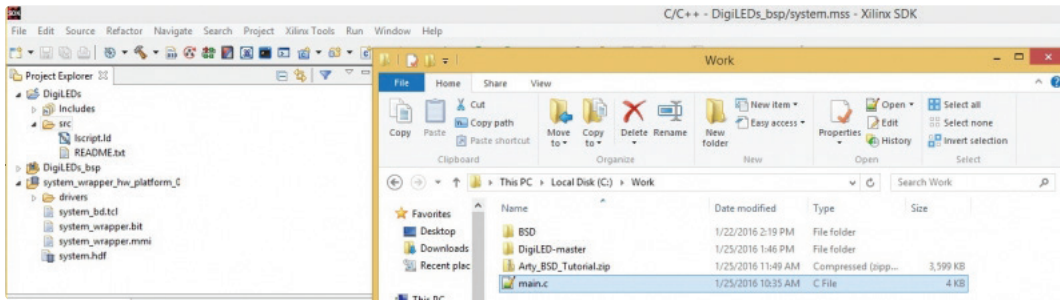 SDK
C/C++ - DigiLEDs_bsp/system.mss - Xilinx SDK
File Edit Source Refactor Navigate Search Project Xilinx Tools Run Window Help
Project Explorer
DigiLEDs
Includes
src
lscript.ld
README.txt
DigiLEDs_bsp
system_wrapper_hw_platform_0
drivers
system_bd.tcl
system_wrapper.bit
system_wrapper.mmi
system.hdf
Work
File Home Share View
Copy
Paste
Cut
Copy path
Paste shortcut
Clipboard
Move to
Copy to
Delete
Rename
Organize
New folder
New item
Easy access
New
Properties
Open
Edit
History
Open
Select all
Select none
Invert selection
Select
This PC Local Disk (C:) Work
Search Work
Favorites
Desktop
Downloads
Recent plac
This PC
Name Date modified Type Size
BSD 1/22/2016 2:19 PM File folder
DigiLED-master 1/25/2016 1:46 PM File folder
Arty_BSD_Tutorial.zip 1/25/2016 11:49 AM Compressed (zipp... 3,599 KB
main.c 1/25/2016 10:35 AM C File 4 KB